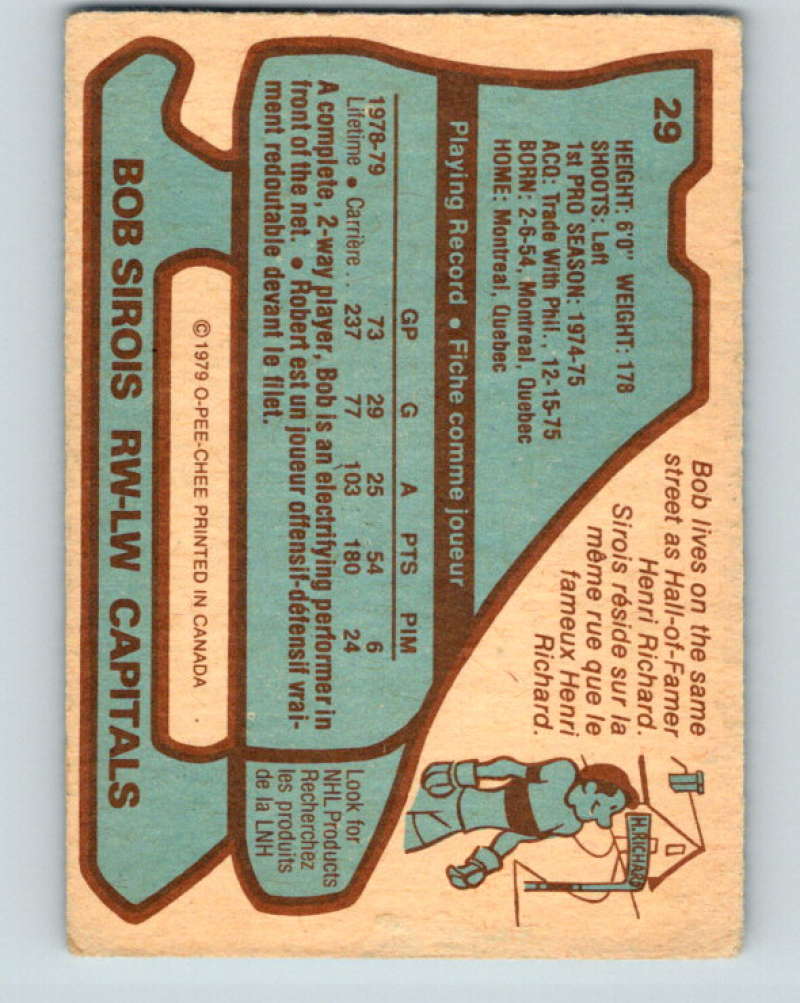 29
HEIGHT: 6'0" WEIGHT: 178
SHOOTS: Left
1st PRO SEASON: 1974-75
ACQ: Trade With Phil., 12-15-75
BORN: 2-6-54, Montreal, Quebec
HOME: Montreal, Quebec
Bob lives on the same
street as Hall-of-Famer
Henri Richard.
Sirois réside sur la
même rue que le
fameux Henri
Richard.
H.RICHARD
Playing Record • Fiche comme joueur
GP G A PTS PIM
1978-79 73 29 25 54 6
Lifetime • Carrière . . 237 77 103 180 24
A complete, 2-way player, Bob is an electrifying performer in
front of the net. • Robert est un joueur offensif-défensif vrai-
ment redoutable devant le filet.
Look for
NHL Products
Recherchez
les produits
de la LNH
© 1979 O-PEE-CHEE PRINTED IN CANADA
BOB SIROIS RW-LW CAPITALS